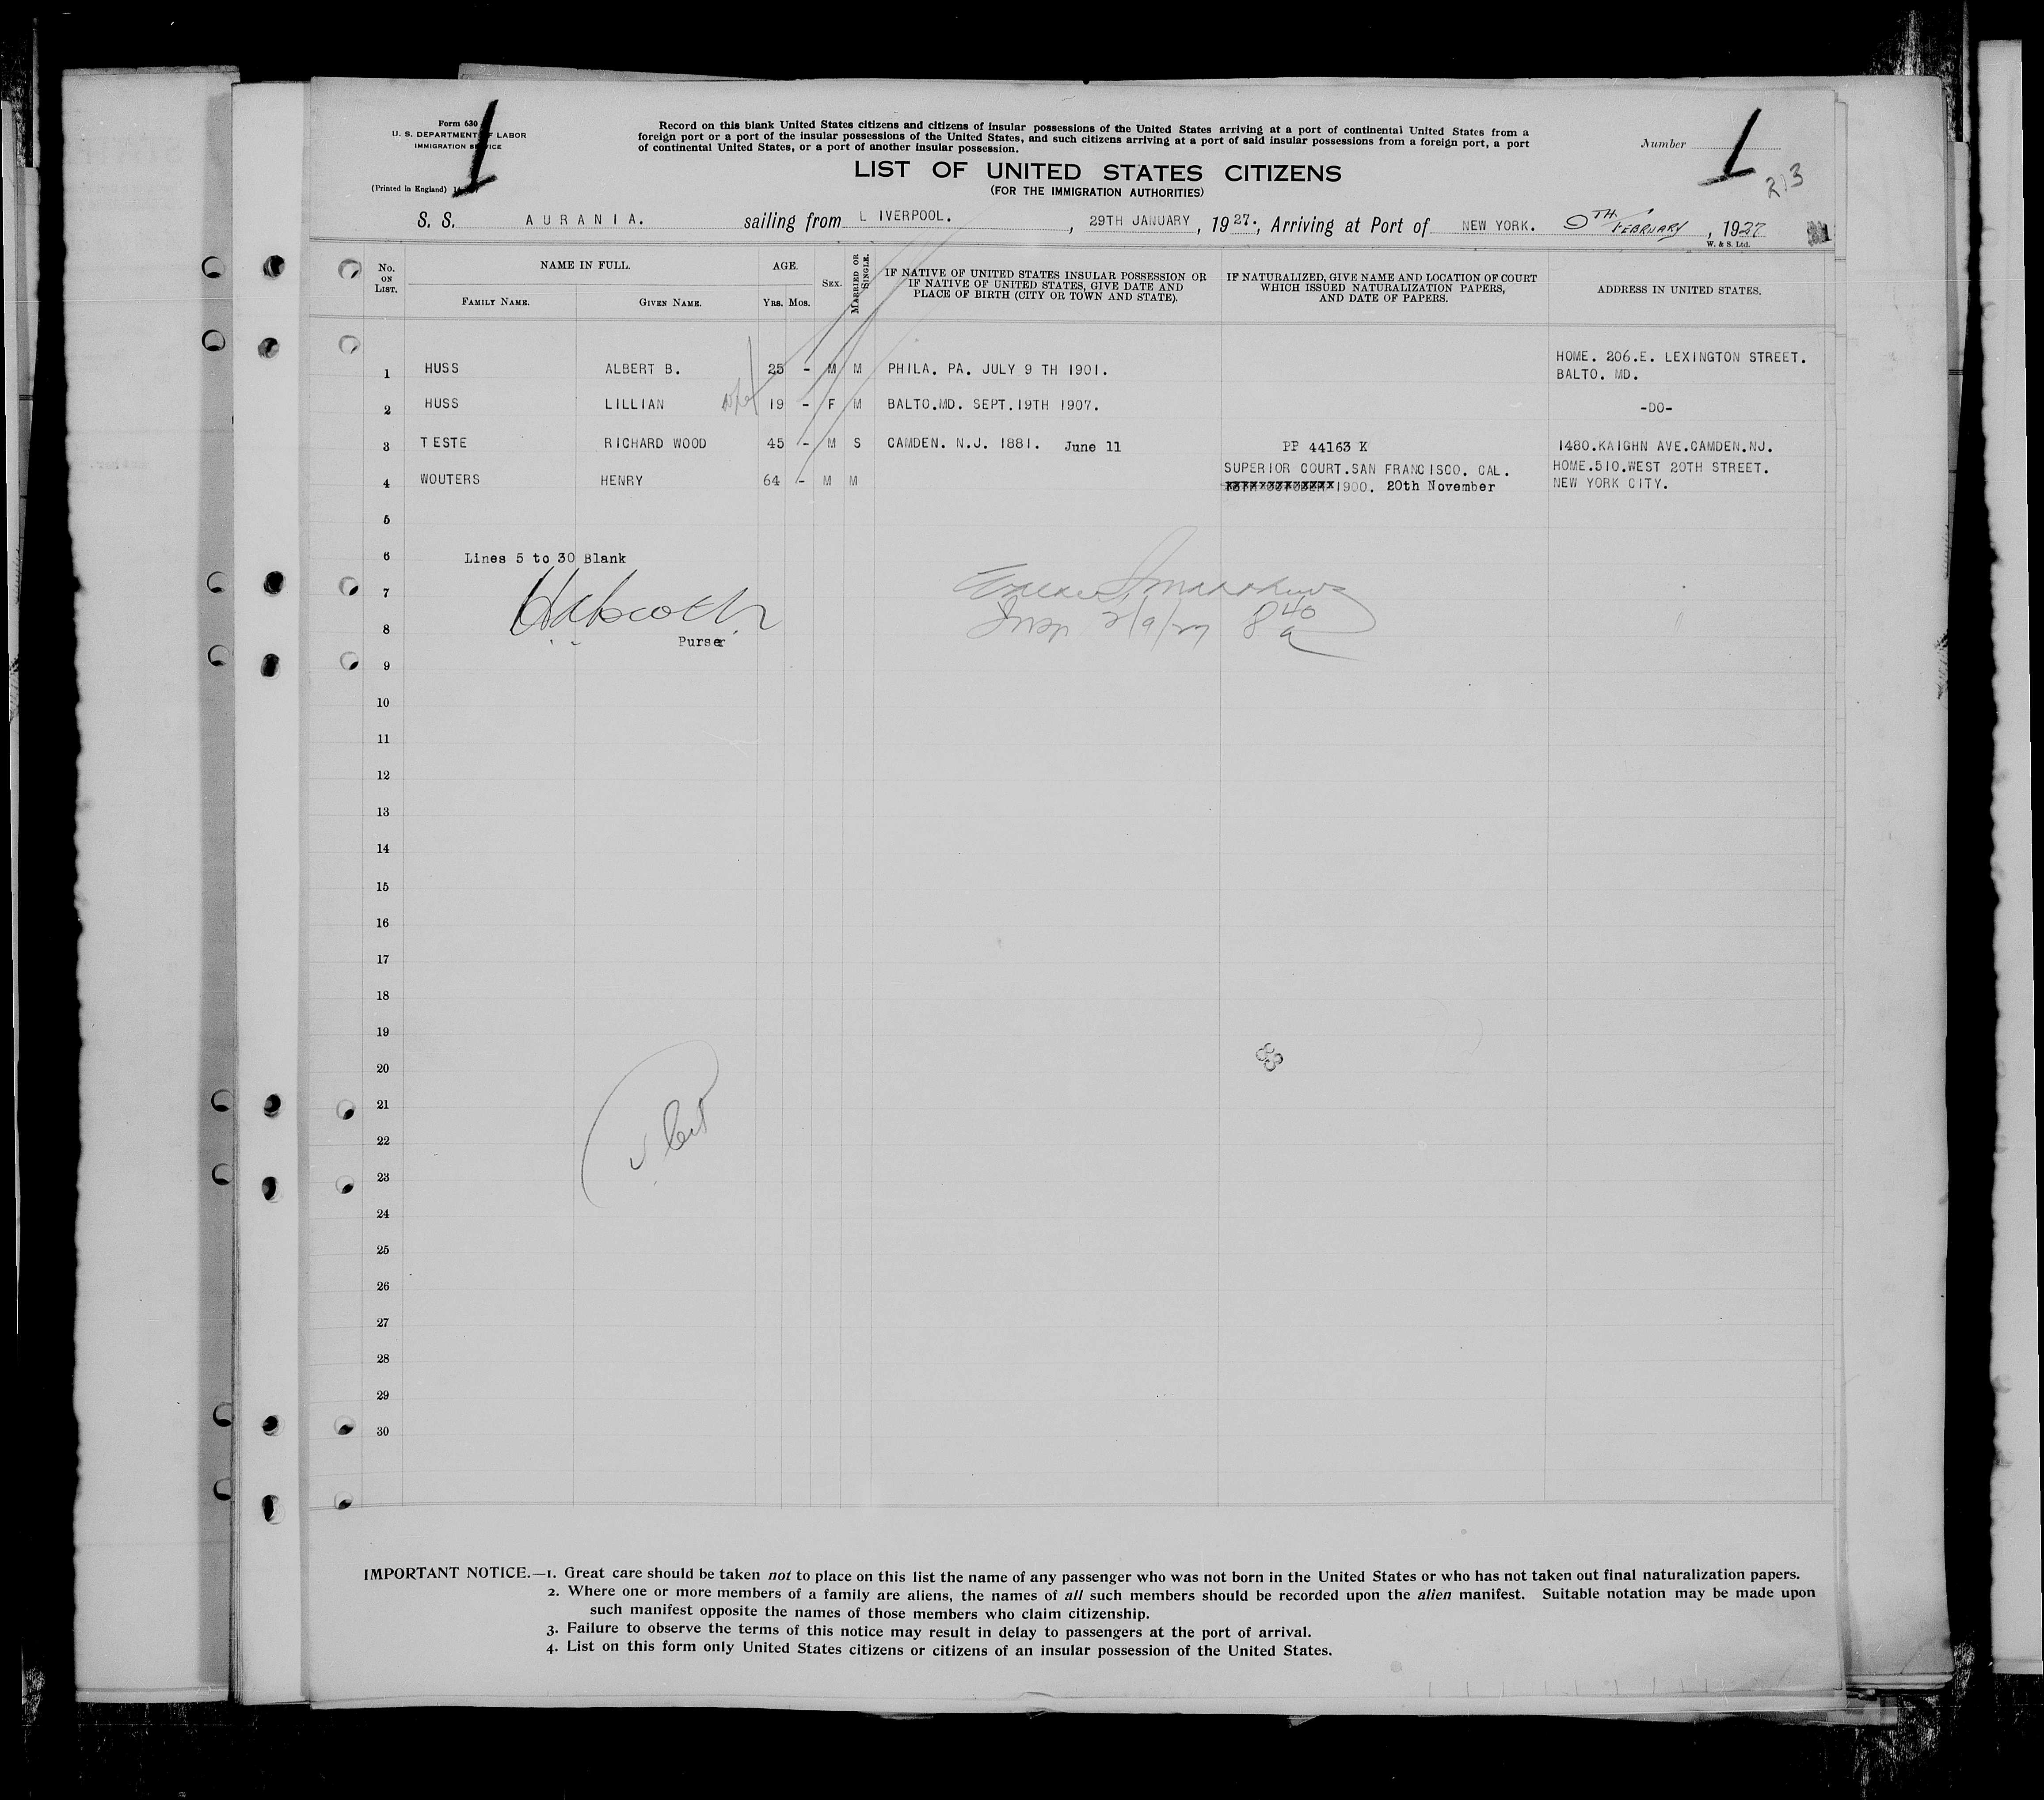 Form 630
U. S. DEPARTMENT OF LABOR
IMMIGRATION SERVICE
(Printed in England)
1
Record on this blank United States citizens and citizens of insular possessions of the United States arriving at a port of continental United States from a
foreign port or a port of the insular possessions of the United States, and such citizens arriving at a port of said insular possessions from a foreign port, a port
of continental United States, or a port of another insular possession.
LIST OF UNITED STATES CITIZENS
(FOR THE IMMIGRATION AUTHORITIES)
Number 1
213
S. S. AURANIA. sailing from L IVERPOOL. , 29TH JANUARY , 1927. , Arriving at Port of NEW YORK. 9TH FEBRUARY , 1927
W. & S. Ltd.
No. ON LIST. NAME IN FULL. FAMILY NAME. GIVEN NAME. AGE. YRS. MOS. SEX. MARRIED OR SINGLE. IF NATIVE OF UNITED STATES INSULAR POSSESSION OR IF NATIVE OF UNITED STATES, GIVE DATE AND PLACE OF BIRTH (CITY OR TOWN AND STATE). IF NATURALIZED, GIVE NAME AND LOCATION OF COURT WHICH ISSUED NATURALIZATION PAPERS, AND DATE OF PAPERS. ADDRESS IN UNITED STATES.
1 HUSS ALBERT B. 25 - M M PHILA. PA. JULY 9 TH 1901. HOME. 206.E. LEXINGTON STREET.
BALTO. MD.
2 HUSS LILLIAN 19 - F M BALTO.MD. SEPT.19TH 1907. -DO-
3 T ESTE RICHARD WOOD 45 - M S CAMDEN. N.J. 1881. June 11 PP 44163 K 1480.KAIGHN AVE.CAMDEN.NJ.
4 WOUTERS HENRY 64 - M M SUPERIOR COURT.SAN FRANCISCO. CAL. HOME.510.WEST 20TH STREET.
1900. 20th November NEW YORK CITY.
5
6 Lines 5 to 30 Blank
7
8 Insp 2/9/27 8 40 a
Purser
9
10
11
12
13
14
15
16
17
18
19
20
21
22
23
24
25
26
27
28
29
30
IMPORTANT NOTICE.—1. Great care should be taken not to place on this list the name of any passenger who was not born in the United States or who has not taken out final naturalization papers.
2. Where one or more members of a family are aliens, the names of all such members should be recorded upon the alien manifest. Suitable notation may be made upon
such manifest opposite the names of those members who claim citizenship.
3. Failure to observe the terms of this notice may result in delay to passengers at the port of arrival.
4. List on this form only United States citizens or citizens of an insular possession of the United States.